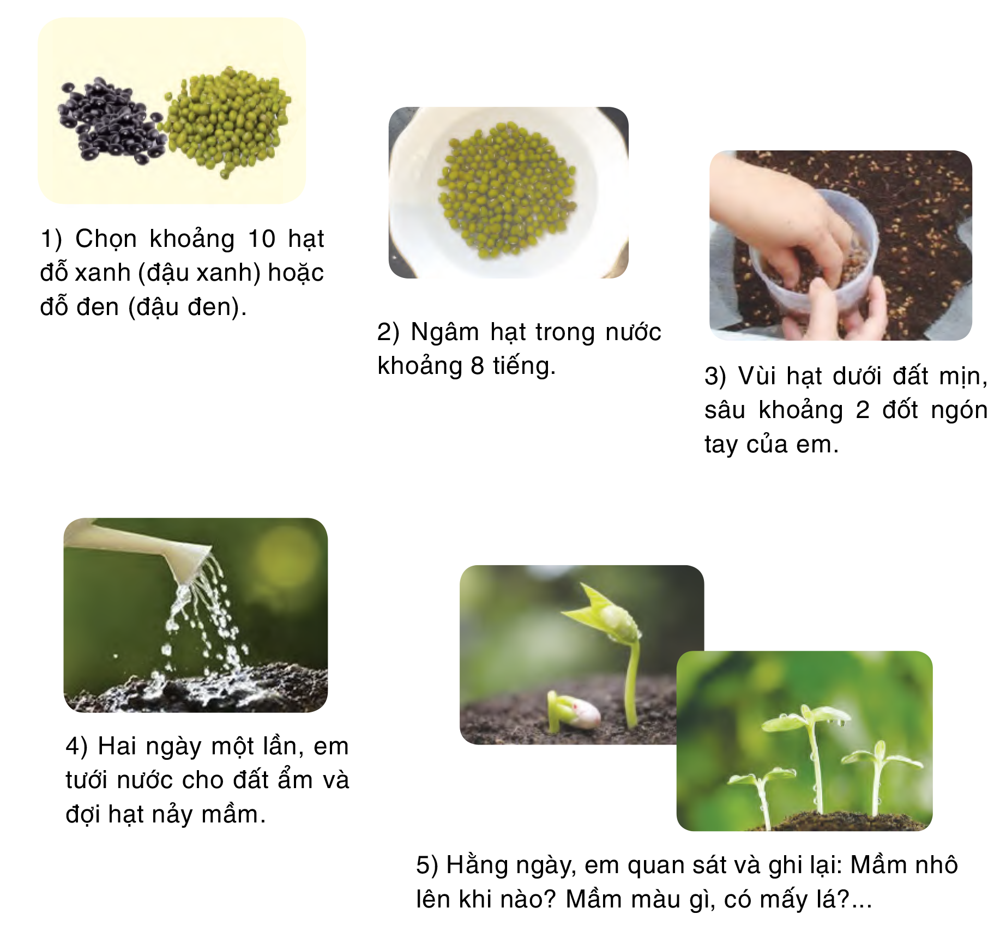 1) Chọn khoảng 10 hạt
đỗ xanh (đậu xanh) hoặc
đỗ đen (đậu đen).
2) Ngâm hạt trong nước
khoảng 8 tiếng.
3) Vùi hạt dưới đất mịn,
sâu khoảng 2 đốt ngón
tay của em.
4) Hai ngày một lần, em
tưới nước cho đất ẩm và
đợi hạt nảy mầm.
5) Hằng ngày, em quan sát và ghi lại: Mầm nhô
lên khi nào? Mầm màu gì, có mấy lá?...